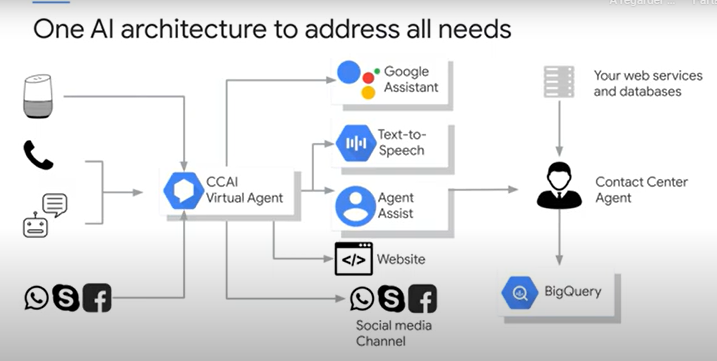 A regarder
One AI architecture to address all needs
Google
Assistant
Your web services
and databases
Text-to-
Speech
CCAI
Virtual Agent
Agent
Assist
Contact Center
Agent
</> Website
BigQuery
Social media
Channel